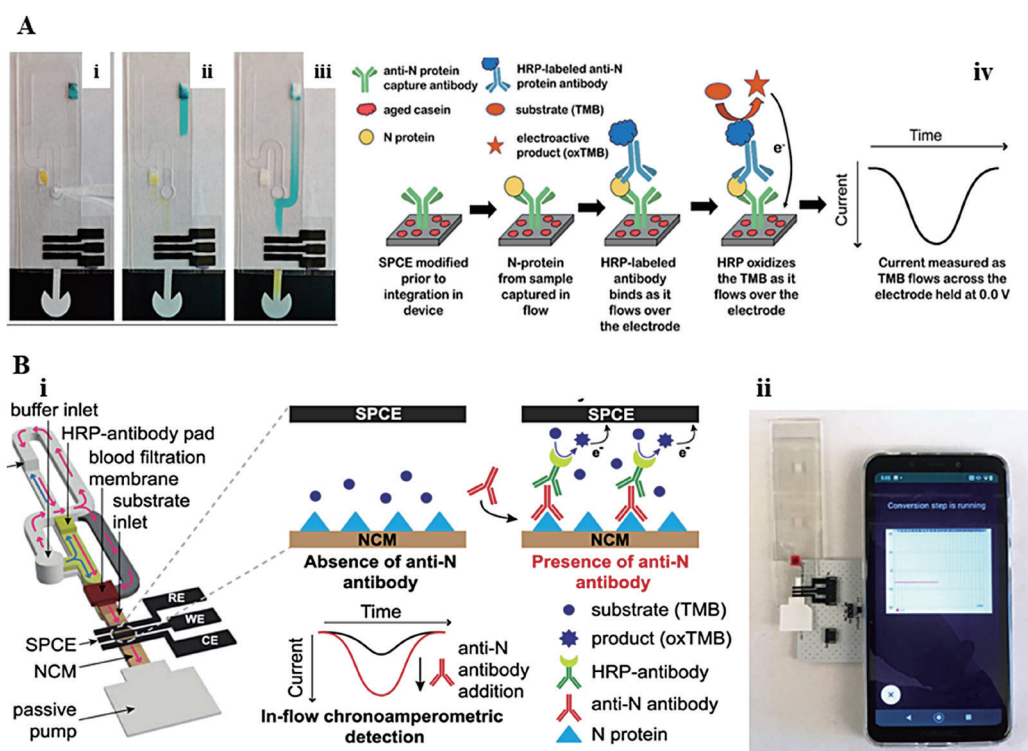 A
i
ii
iii
anti-N protein
capture antibody
aged casein
N protein
HRP-labeled anti-N
protein antibody
substrate (TMB)
electroactive
product (oxTMB)
e-
SPCE modified
prior to
integration in
device
N-protein
from sample
captured in
flow
HRP-labeled
antibody
binds as it
flows over
the electrode
HRP oxidizes
the TMB as it
flows over the
electrode
iv
Time
Current
Current measured as
TMB flows across the
electrode held at 0.0 V
B
i
buffer inlet
HRP-antibody pad
blood filtration
membrane
substrate
inlet
RE
WE
CE
SPCE
NCM
passive
pump
SPCE
NCM
Absence of anti-N
antibody
SPCE
e-
e-
NCM
Presence of anti-N
antibody
Time
Current
anti-N
antibody
addition
In-flow chronoamperometric
detection
substrate (TMB)
product (oxTMB)
HRP-antibody
anti-N antibody
N protein
ii
Conversion step is running